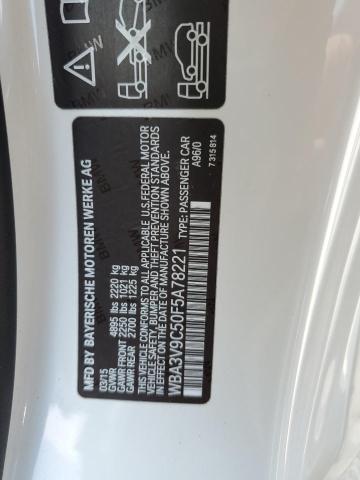 MFD BY BAYERISCHE MOTOREN WERKE AG
03/15
GVWR 4895 lbs 2220 kg
GAWR FRONT 2250 lbs 1021 kg
GAWR REAR 2700 lbs 1225 kg
THIS VEHICLE CONFORMS TO ALL APPLICABLE U.S. FEDERAL MOTOR
VEHICLE SAFETY, BUMPER AND THEFT PREVENTION STANDARDS
IN EFFECT ON THE DATE OF MANUFACTURE SHOWN ABOVE.
WBA3V9C50F5A78221 TYPE: PASSENGER CAR
A96/0
7 315 814
BMW
BMW